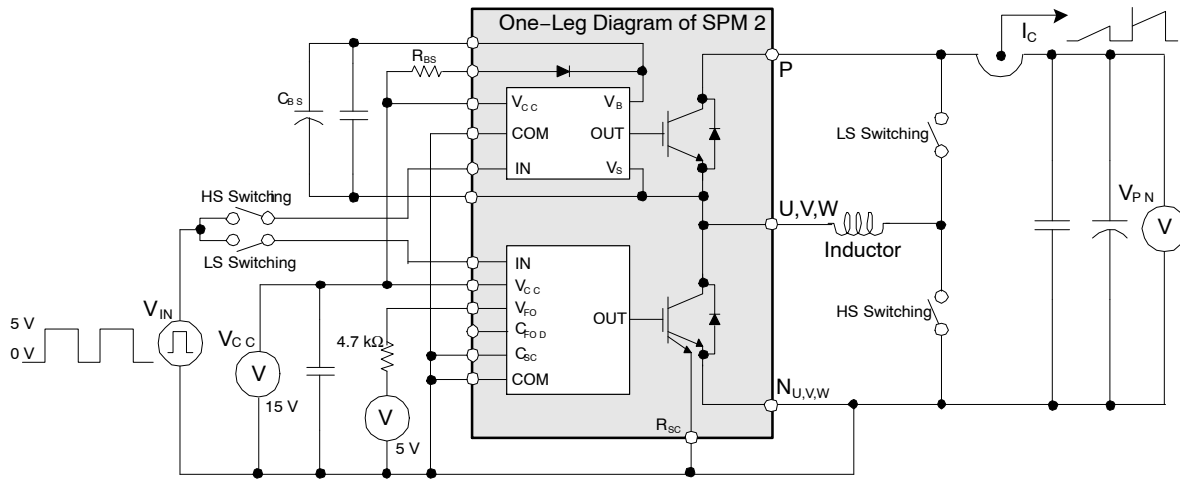 One–Leg Diagram of SPM 2
I_C
R_BS
P
C_BS
V_CC
V_B
COM
OUT
IN
V_S
LS Switching
HS Switching
LS Switching
U,V,W
Inductor
V_PN
V
IN
V_CC
V_FO
C_FOD
C_SC
COM
OUT
HS Switching
V_IN
5 V
0 V
V_CC
V
15 V
4.7 kΩ
V
5 V
N_U,V,W
R_SC